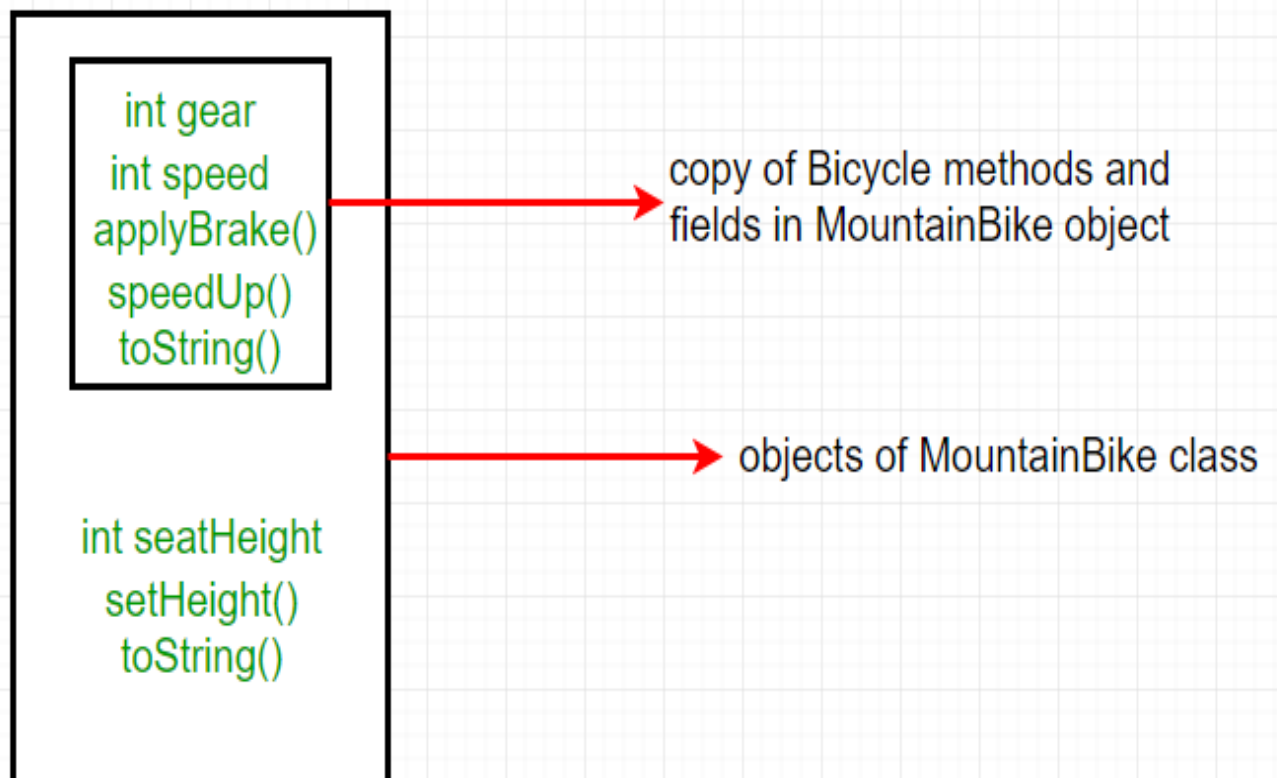 int gear
int speed
applyBrake()
speedUp()
toString()
copy of Bicycle methods and
fields in MountainBike object
objects of MountainBike class
int seatHeight
setHeight()
toString()